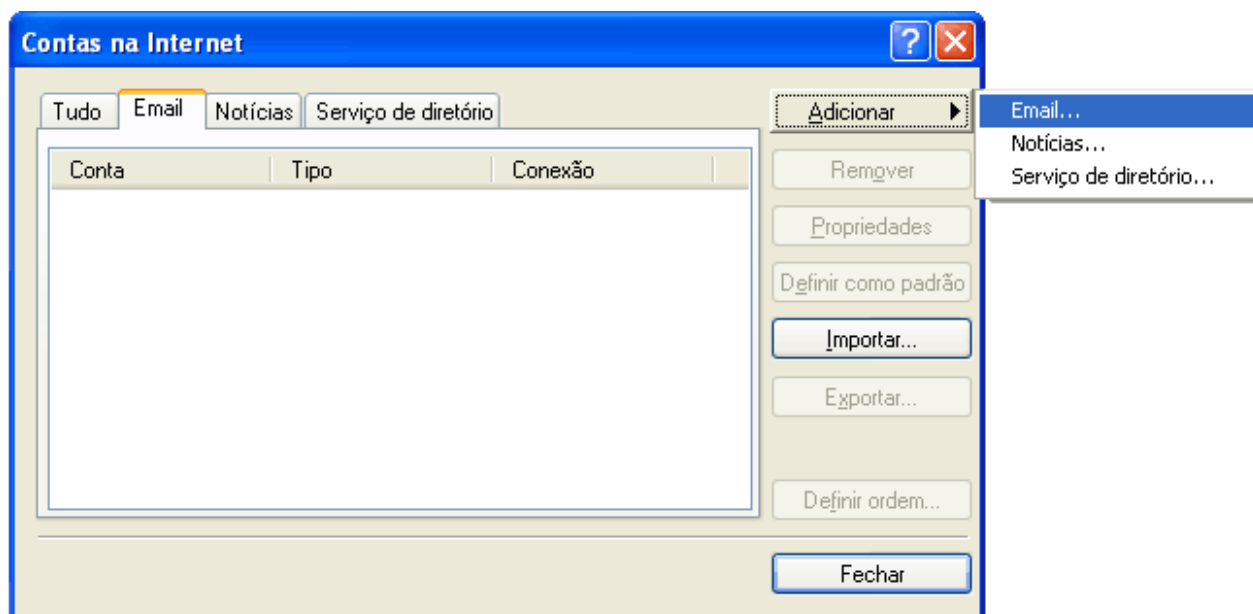 Contas na Internet
Tudo Email Notícias Serviço de diretório
Conta Tipo Conexão
Adicionar
Email...
Notícias...
Serviço de diretório...
Remover
Propriedades
Definir como padrão
Importar...
Exportar...
Definir ordem...
Fechar